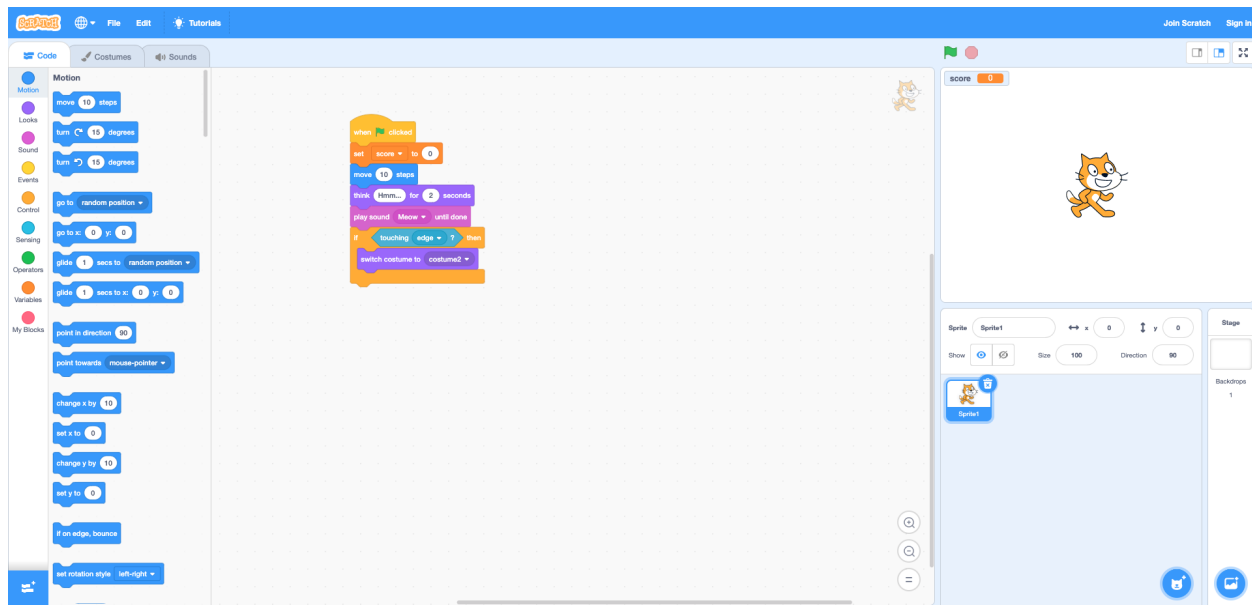 SCRATCH File Edit Tutorials Join Scratch Sign in
Code Costumes Sounds
Motion
Looks
Sound
Events
Control
Sensing
Operators
Variables
My Blocks
Motion
move 10 steps
turn 15 degrees
turn 15 degrees
go to random position
go to x: 0 y: 0
glide 1 secs to random position
glide 1 secs to x: 0 y: 0
point in direction 90
point towards mouse-pointer
change x by 10
set x to 0
change y by 10
set y to 0
if on edge, bounce
set rotation style left-right
when clicked
set score to 0
move 10 steps
think Hmm... for 2 seconds
play sound Meow until done
if touching edge ? then
switch costume to costume2
score 0
Sprite Sprite1 x 0 y 0
Show Size 100 Direction 90
Sprite1
Stage
Backdrops
1